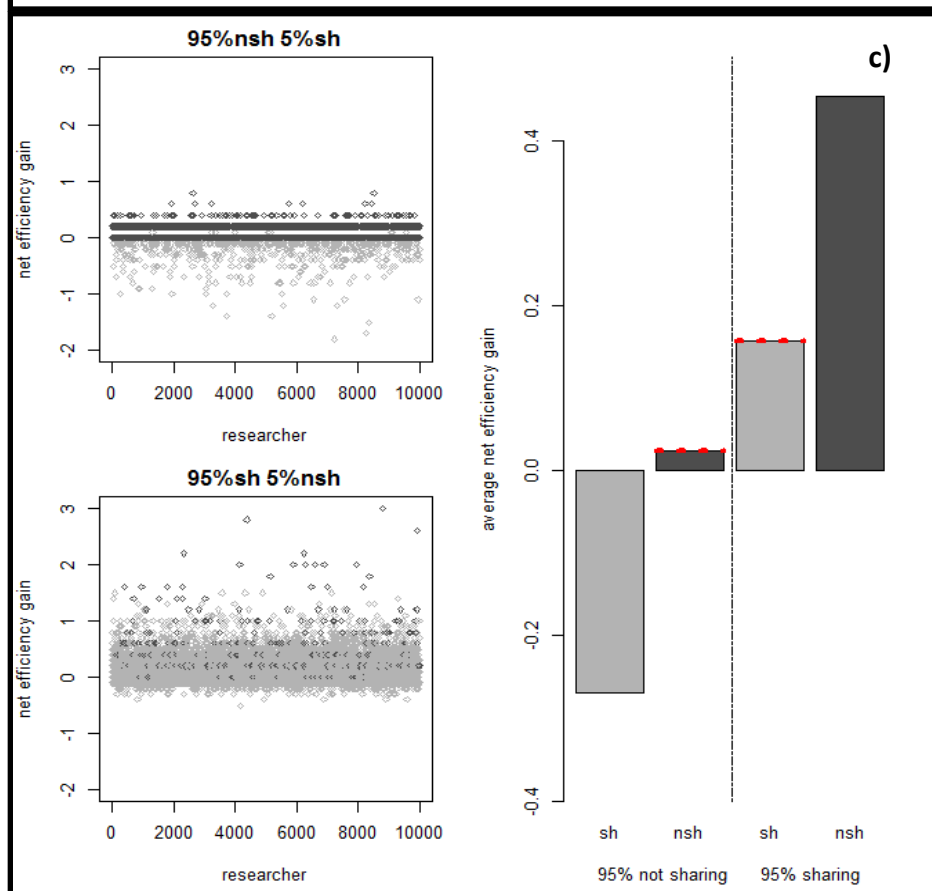 95%nsh 5%sh
net efficiency gain
3
2
1
0
-1
-2
0 2000 4000 6000 8000 10000
researcher
95%sh 5%nsh
net efficiency gain
3
2
1
0
-1
-2
0 2000 4000 6000 8000 10000
researcher
c)
average net efficiency gain
0.4
0.2
0.0
-0.2
-0.4
sh nsh sh nsh
95% not sharing 95% sharing